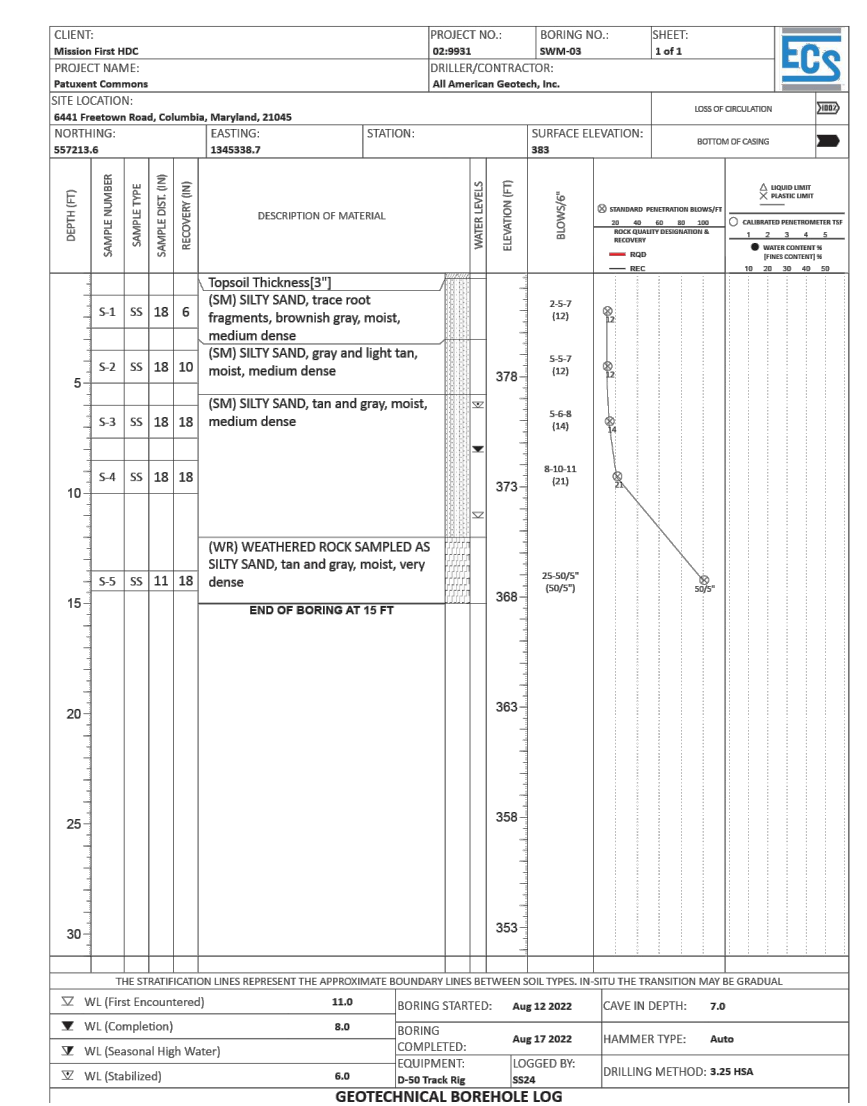 CLIENT: PROJECT NO.: BORING NO.: SHEET:
Mission First HDC 02:9931 SWM-03 1 of 1
ECS
PROJECT NAME: DRILLER/CONTRACTOR:
Patuxent Commons All American Geotech, Inc.
SITE LOCATION:
6441 Freetown Road, Columbia, Maryland, 21045
LOSS OF CIRCULATION
NORTHING: EASTING: STATION: SURFACE ELEVATION:
557213.6 1345338.7 383
BOTTOM OF CASING
DEPTH (FT)
SAMPLE NUMBER
SAMPLE TYPE
SAMPLE DIST. (IN)
RECOVERY (IN)
DESCRIPTION OF MATERIAL
WATER LEVELS
ELEVATION (FT)
BLOWS/6"
STANDARD PENETRATION BLOWS/FT
20 40 60 80 100
ROCK QUALITY DESIGNATION &
RECOVERY
RQD
REC
LIQUID LIMIT
PLASTIC LIMIT
CALIBRATED PENETROMETER TSF
1 2 3 4 5
WATER CONTENT %
[FINES CONTENT] %
10 20 30 40 50
Topsoil Thickness[3"]
S-1 SS 18 6 (SM) SILTY SAND, trace root
fragments, brownish gray, moist,
medium dense
2-5-7
(12)
12
S-2 SS 18 10 (SM) SILTY SAND, gray and light tan,
moist, medium dense
5-5-7
(12)
12
5 378
S-3 SS 18 18 (SM) SILTY SAND, tan and gray, moist,
medium dense
5-6-8
(14)
14
S-4 SS 18 18
8-10-11
(21)
21
10 373
(WR) WEATHERED ROCK SAMPLED AS
SILTY SAND, tan and gray, moist, very
dense
S-5 SS 11 18
25-50/5"
(50/5")
50/5"
15 368
END OF BORING AT 15 FT
20 363
25 358
30 353
THE STRATIFICATION LINES REPRESENT THE APPROXIMATE BOUNDARY LINES BETWEEN SOIL TYPES. IN-SITU THE TRANSITION MAY BE GRADUAL
WL (First Encountered) 11.0
BORING STARTED: Aug 12 2022
CAVE IN DEPTH: 7.0
WL (Completion) 8.0
BORING
COMPLETED: Aug 17 2022
HAMMER TYPE: Auto
WL (Seasonal High Water)
WL (Stabilized) 6.0
EQUIPMENT:
D-50 Track Rig
LOGGED BY:
SS24
DRILLING METHOD: 3.25 HSA
GEOTECHNICAL BOREHOLE LOG